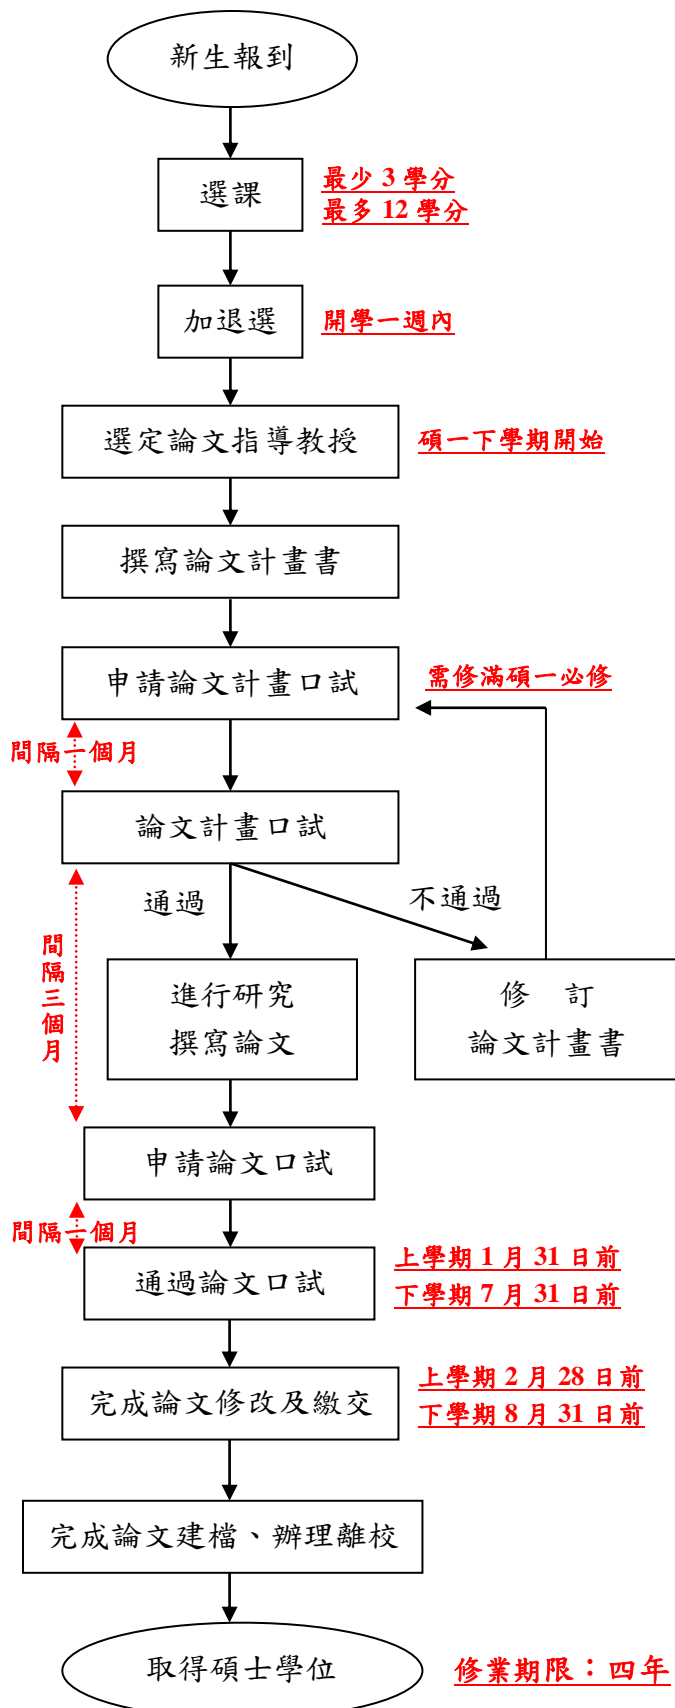 新生報到
選課
最少 3 學分
最多 12 學分
加退選
開學一週內
選定論文指導教授
碩一下學期開始
撰寫論文計畫書
申請論文計畫口試
需修滿碩一必修
間隔一個月
論文計畫口試
通過
不通過
間隔三個月
進行研究
撰寫論文
修 訂
論文計畫書
申請論文口試
間隔一個月
通過論文口試
上學期 1 月 31 日前
下學期 7 月 31 日前
完成論文修改及繳交
上學期 2 月 28 日前
下學期 8 月 31 日前
完成論文建檔、辦理離校
取得碩士學位
修業期限：四年